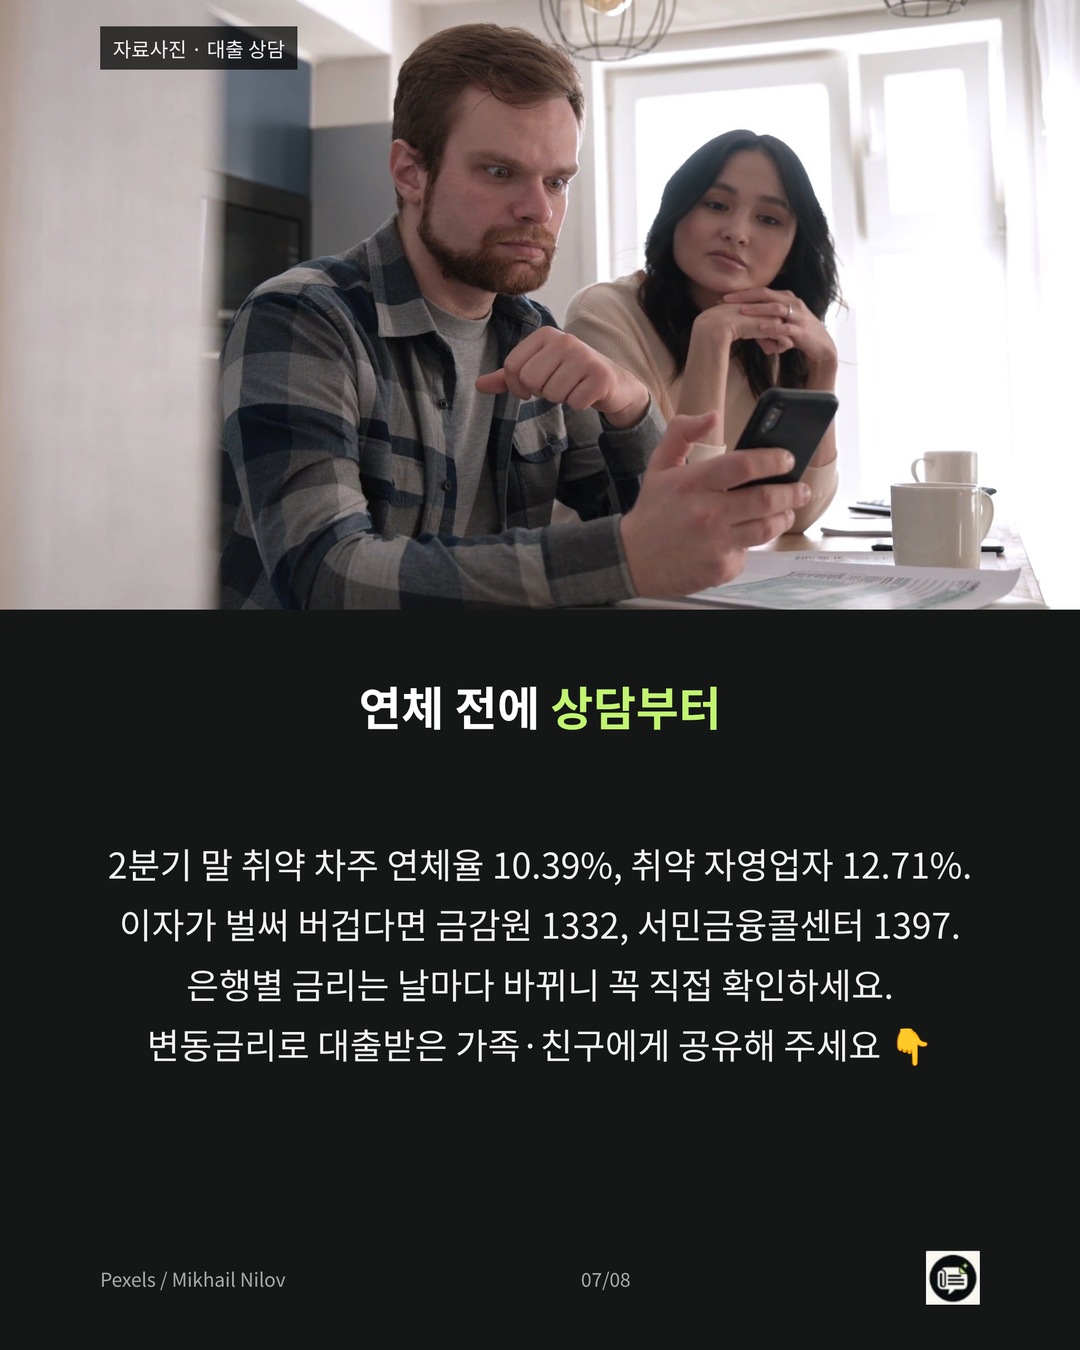 자료사진 · 대출 상담
연체 전에 상담부터
2분기 말 취약 차주 연체율 10.39%, 취약 자영업자 12.71%.
이자가 벌써 버겁다면 금감원 1332, 서민금융콜센터 1397.
은행별 금리는 날마다 바뀌니 꼭 직접 확인하세요.
변동금리로 대출받은 가족·친구에게 공유해 주세요 👇
Pexels / Mikhail Nilov
07/08